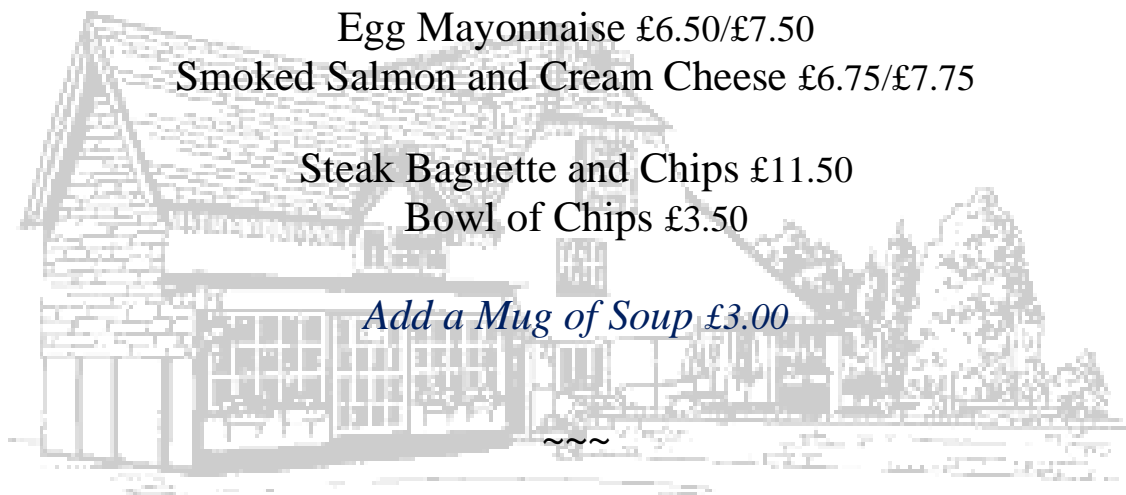 Egg Mayonnaise £6.50/£7.50
Smoked Salmon and Cream Cheese £6.75/£7.75
Steak Baguette and Chips £11.50
Bowl of Chips £3.50
Add a Mug of Soup £3.00
~~~